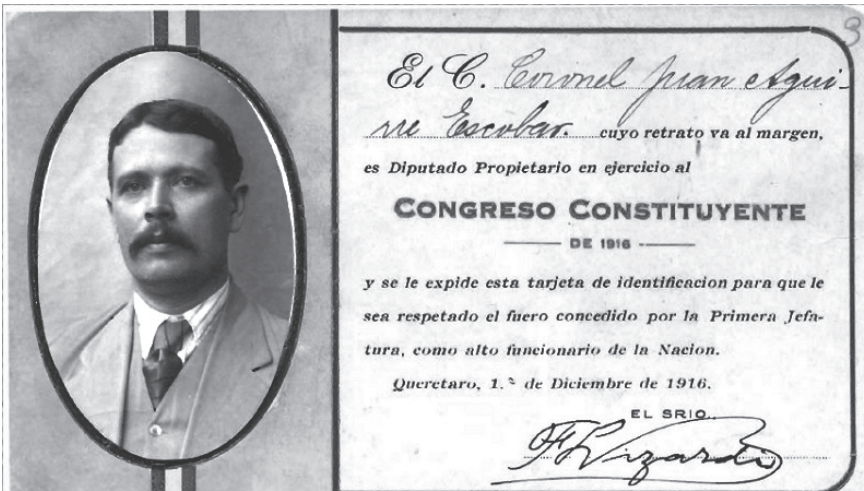 3
El C. Coronel Juan Agui-
rre Escobar. cuyo retrato va al margen,
es Diputado Propietario en ejercicio al
CONGRESO CONSTITUYENTE
DE 1916
y se le expide esta tarjeta de identificacion para que le
sea respetado el fuero concedido por la Primera Jefa-
tura, como alto funcionario de la Nacion.
Queretaro, 1.º de Diciembre de 1916.
EL SRIO.
F Lizardi